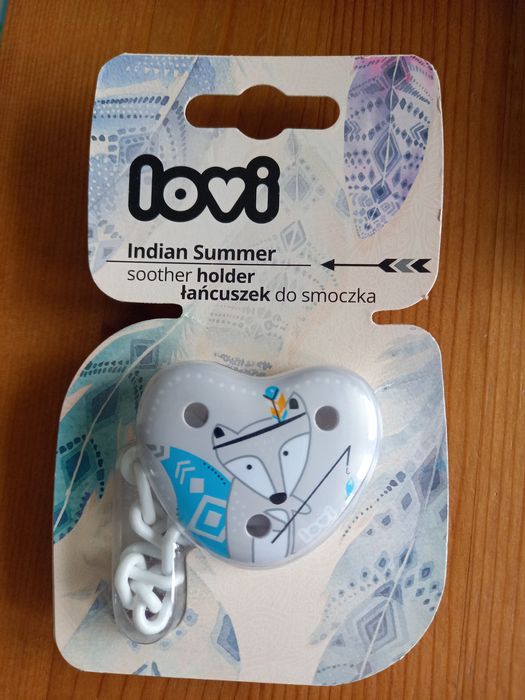 lovi
Indian Summer
soother holder
łańcuszek do smoczka
lovi